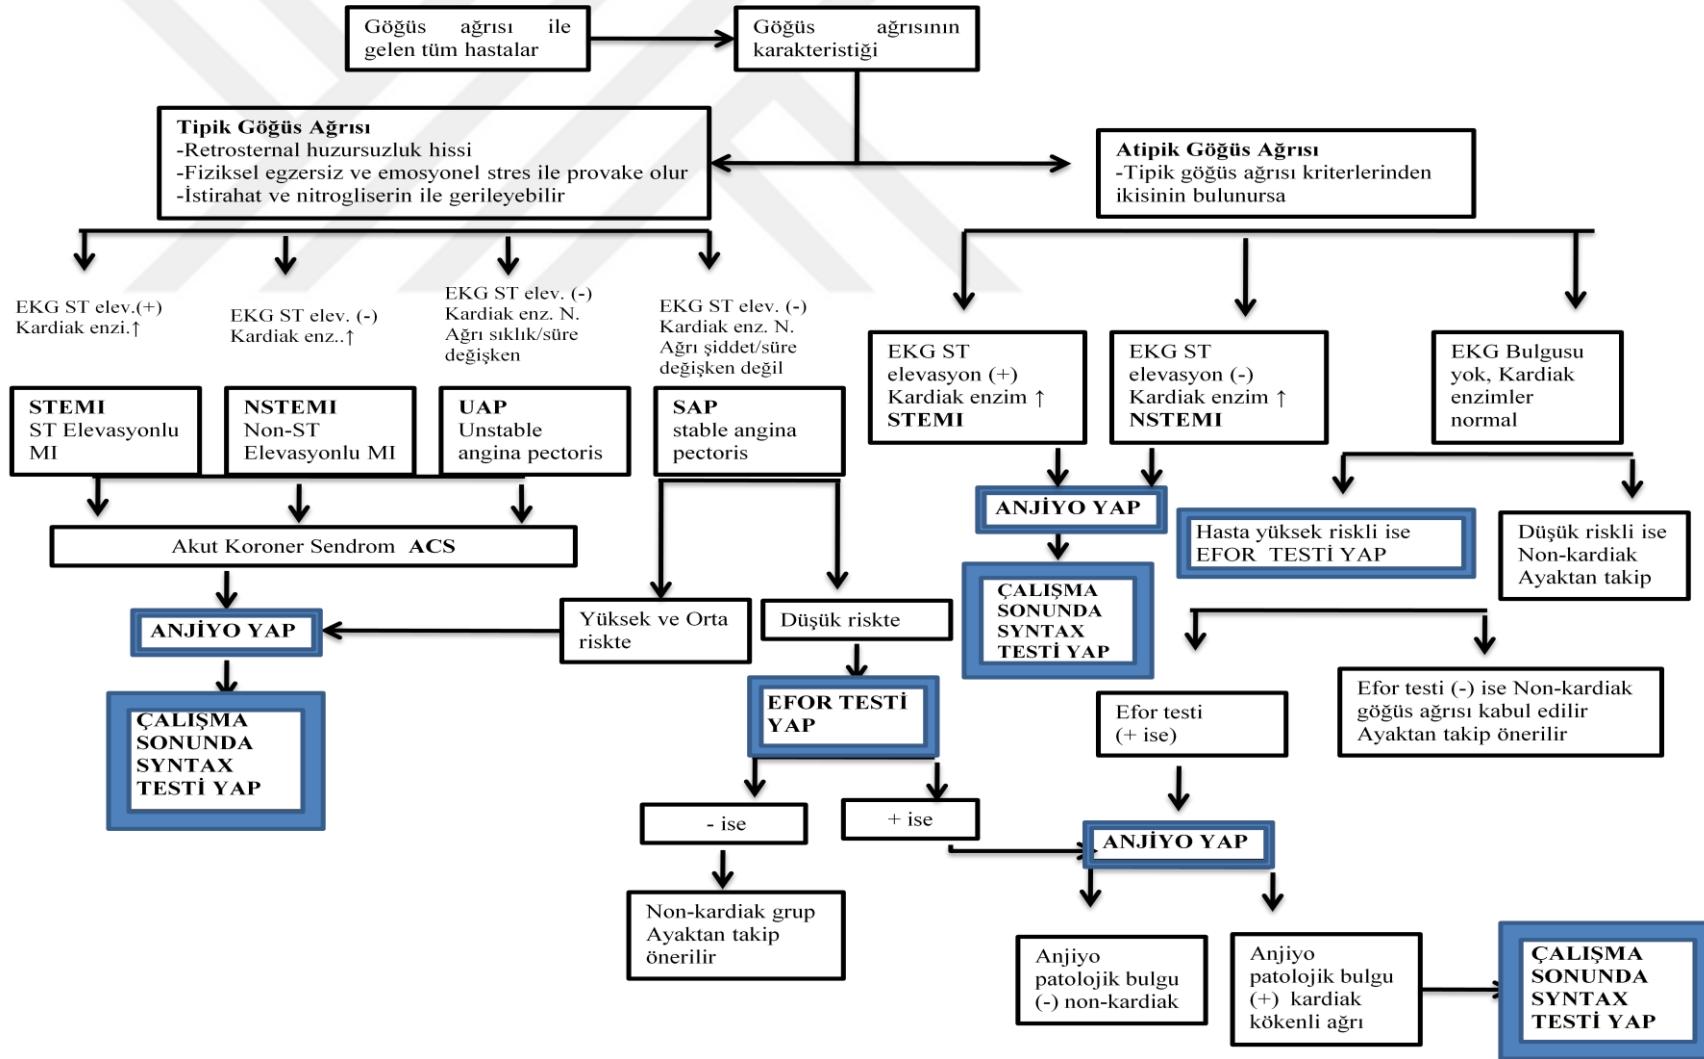 Göğüs ağrısı ile
gelen tüm hastalar
Göğüs ağrısının
karakteristiği
Tipik Göğüs Ağrısı
-Retrosternal huzursuzluk hissi
-Fiziksel egzersiz ve emosyonel stres ile provake olur
-İstirahat ve nitrogliserin ile gerileyebilir
Atipik Göğüs Ağrısı
-Tipik göğüs ağrısı kriterlerinden
ikisinin bulunursa
EKG ST elev.(+)
Kardiak enzi.↑
EKG ST elev. (-)
Kardiak enz..↑
EKG ST elev. (-)
Kardiak enz. N.
Ağrı sıklık/süre
değişken
EKG ST elev. (-)
Kardiak enz. N.
Ağrı şiddet/süre
değişken değil
EKG ST
elevasyon (+)
Kardiak enzim ↑
STEMI
EKG ST
elevasyon (-)
Kardiak enzim ↑
NSTEMI
EKG Bulgusu
yok, Kardiak
enzimler
normal
STEMI
ST Elevasyonlu
MI
NSTEMI
Non-ST
Elevasyonlu MI
UAP
Unstable
angina pectoris
SAP
stable angina
pectoris
ANJİYO YAP
Hasta yüksek riskli ise
EFOR TESTİ YAP
Düşük riskli ise
Non-kardiak
Ayaktan takip
Akut Koroner Sendrom ACS
ÇALIŞMA
SONUNDA
SYNTAX
TESTİ YAP
ANJİYO YAP
Yüksek ve Orta
riskte
Düşük riskte
EFOR TESTİ
YAP
Efor testi
(+ ise)
Efor testi (-) ise Non-kardiak
göğüs ağrısı kabul edilir
Ayaktan takip önerilir
ÇALIŞMA
SONUNDA
SYNTAX
TESTİ YAP
- ise
+ ise
ANJİYO YAP
Non-kardiak grup
Ayaktan takip
önerilir
Anjiyo
patolojik bulgu
(-) non-kardiak
Anjiyo
patolojik bulgu
(+) kardiak
kökenli ağrı
ÇALIŞMA
SONUNDA
SYNTAX
TESTİ YAP